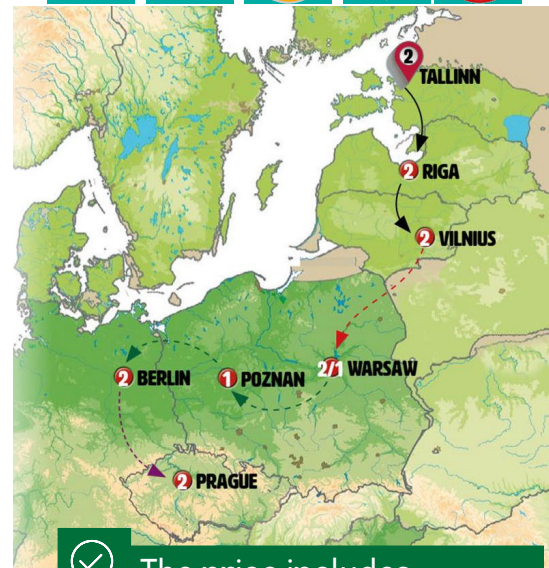 2
TALLINN
2 RIGA
2 VILNIUS
2/1 WARSAW
2 BERLIN
1 POZNAN
2 PRAGUE
The price includes